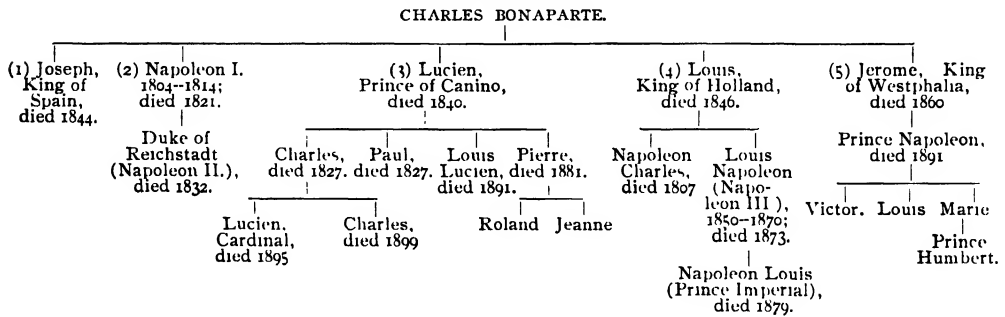 CHARLES BONAPARTE.
(1) Joseph,
King of
Spain,
died 1844.
(2) Napoleon I.
1804--1814;
died 1821.
Duke of
Reichstadt
(Napoleon II.),
died 1832.
(3) Lucien,
Prince of Canino,
died 1840.
Charles,
died 1827.
Paul,
died 1827.
Louis
Lucien,
died 1891.
Pierre,
died 1881.
Lucien.
Cardinal,
died 1895
Charles,
died 1899
Roland
Jeanne
(4) Louis,
King of Holland,
died 1846.
Napoleon
Charles,
died 1807
Louis
Napoleon
(Napo-
leon III),
1850--1870;
died 1873.
Napoleon Louis
(Prince Imperial),
died 1879.
(5) Jerome, King
of Westphalia,
died 1860
Prince Napoleon,
died 1891
Victor.
Louis
Marie
Prince
Humbert.